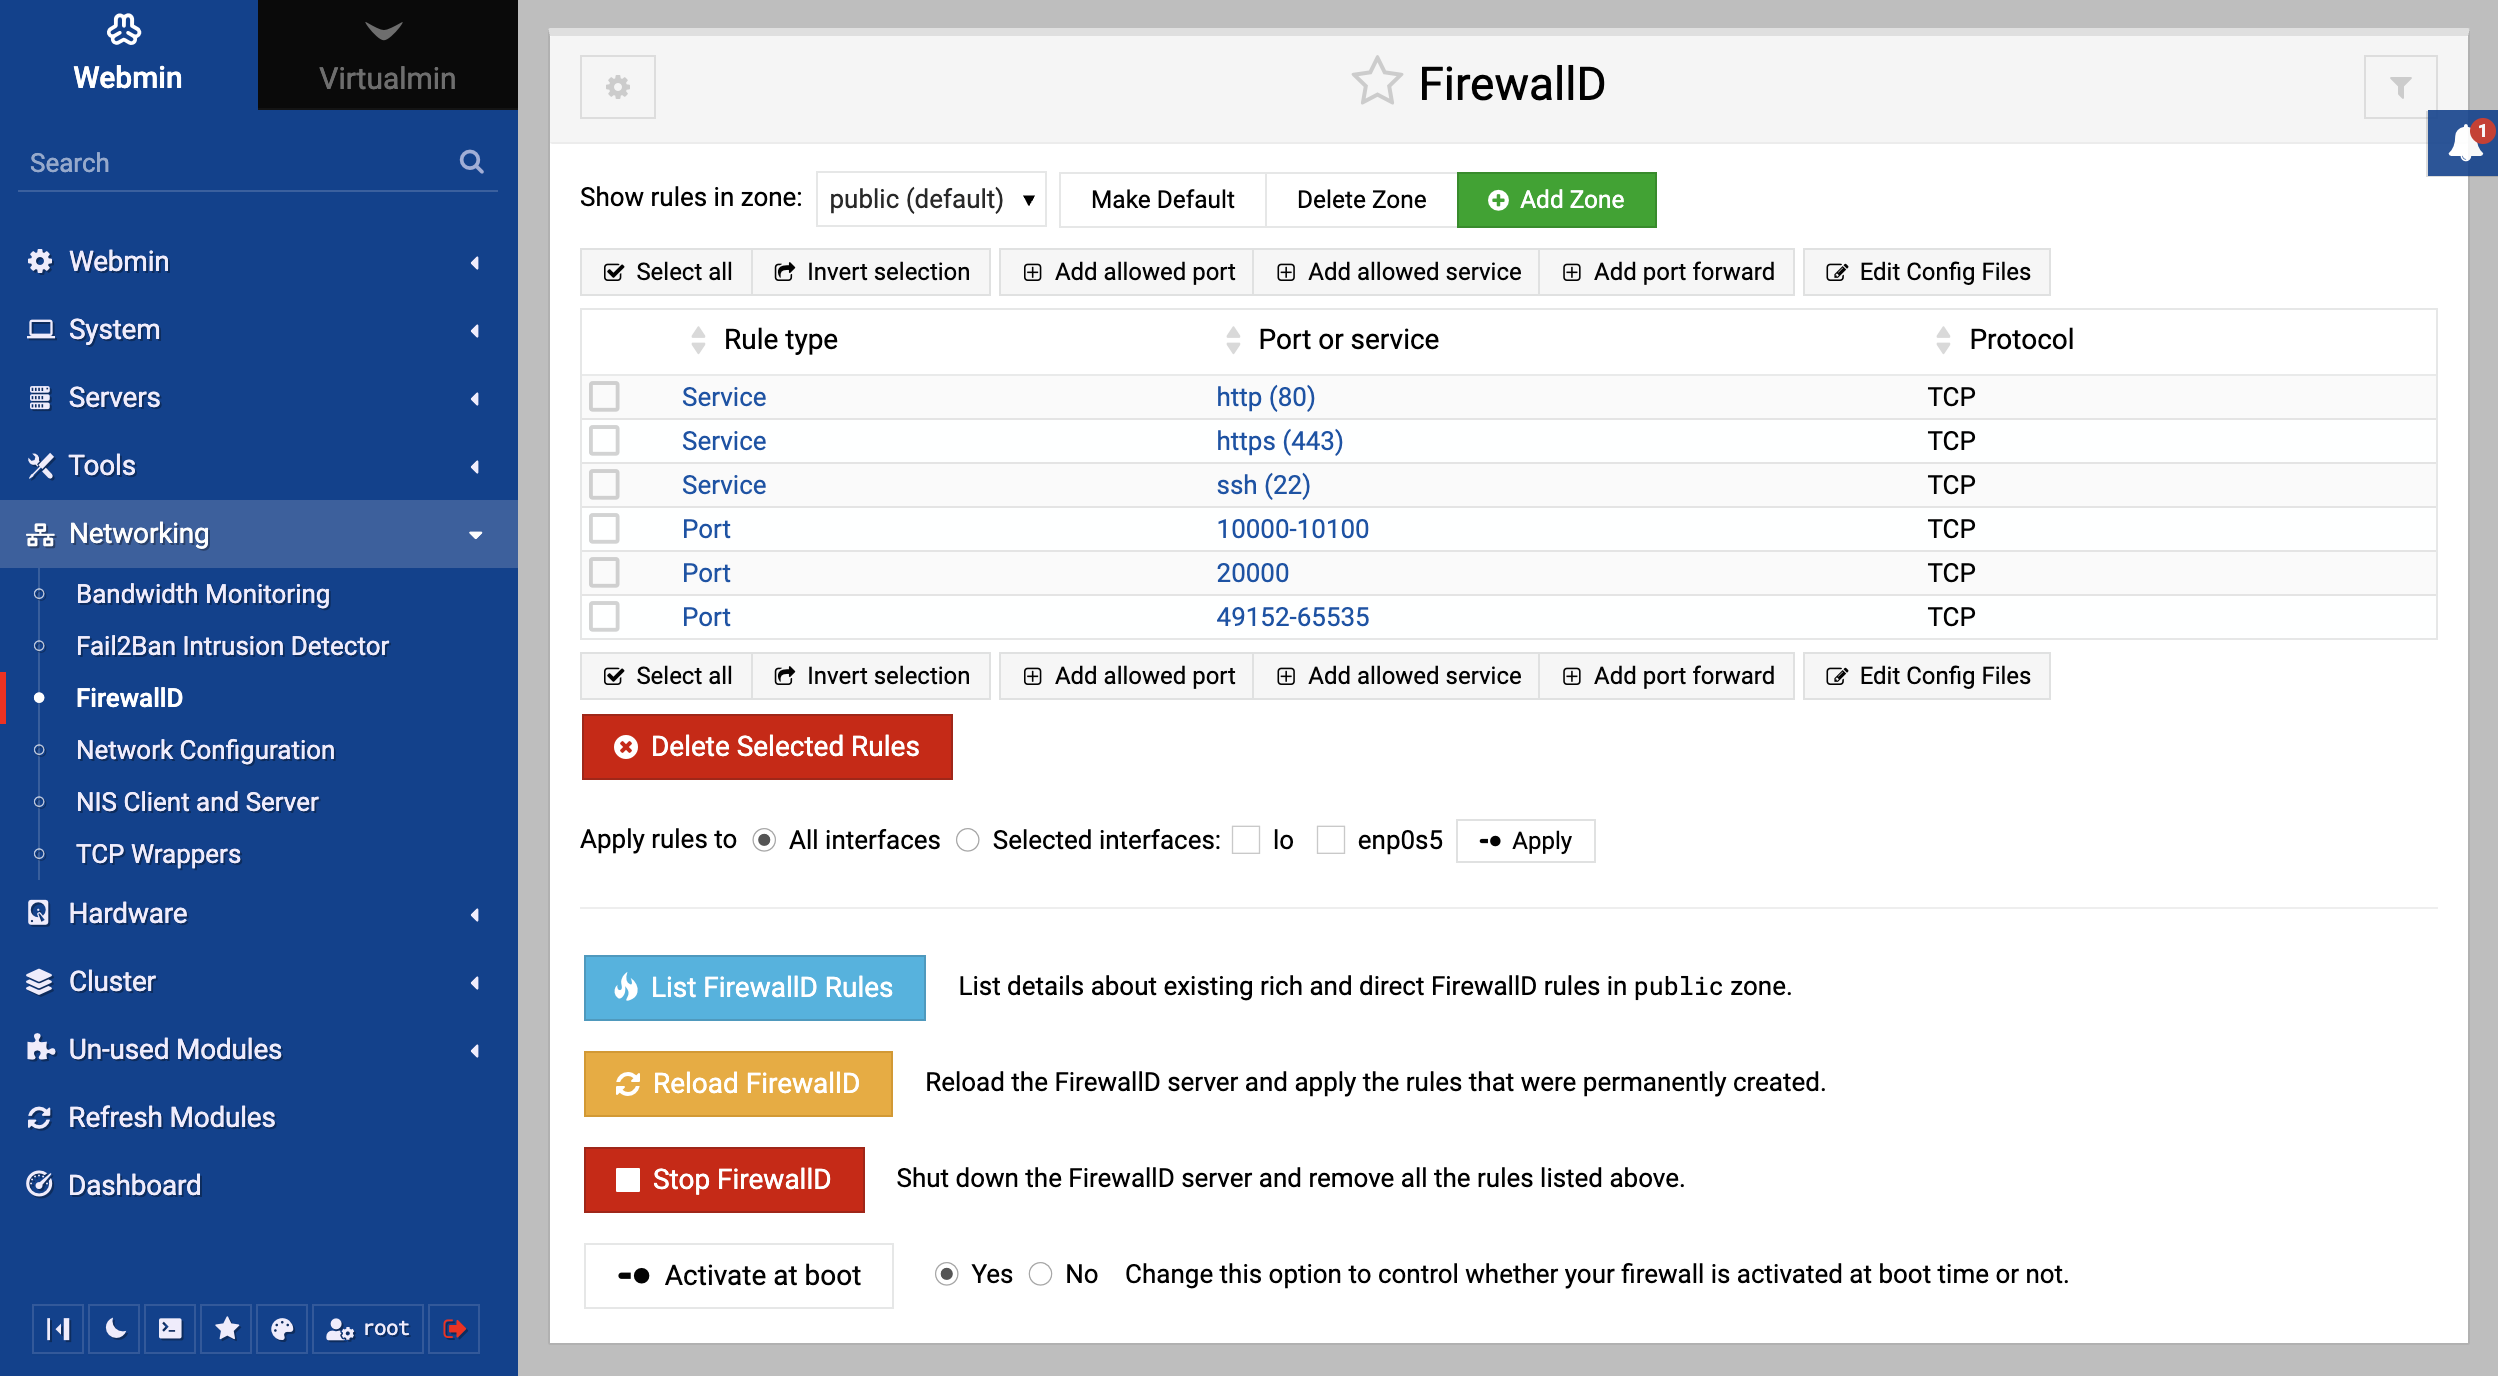 Webmin
Virtualmin
Search
Webmin
System
Servers
Tools
Networking
Bandwidth Monitoring
Fail2Ban Intrusion Detector
FirewallD
Network Configuration
NIS Client and Server
TCP Wrappers
Hardware
Cluster
Un-used Modules
Refresh Modules
Dashboard
root
FirewallD
1
Show rules in zone: public (default) Make Default Delete Zone Add Zone
Select all Invert selection Add allowed port Add allowed service Add port forward Edit Config Files
Rule type Port or service Protocol
Service http (80) TCP
Service https (443) TCP
Service ssh (22) TCP
Port 10000-10100 TCP
Port 20000 TCP
Port 49152-65535 TCP
Select all Invert selection Add allowed port Add allowed service Add port forward Edit Config Files
Delete Selected Rules
Apply rules to All interfaces Selected interfaces: lo enp0s5 Apply
List FirewallD Rules List details about existing rich and direct FirewallD rules in public zone.
Reload FirewallD Reload the FirewallD server and apply the rules that were permanently created.
Stop FirewallD Shut down the FirewallD server and remove all the rules listed above.
Activate at boot Yes No Change this option to control whether your firewall is activated at boot time or not.